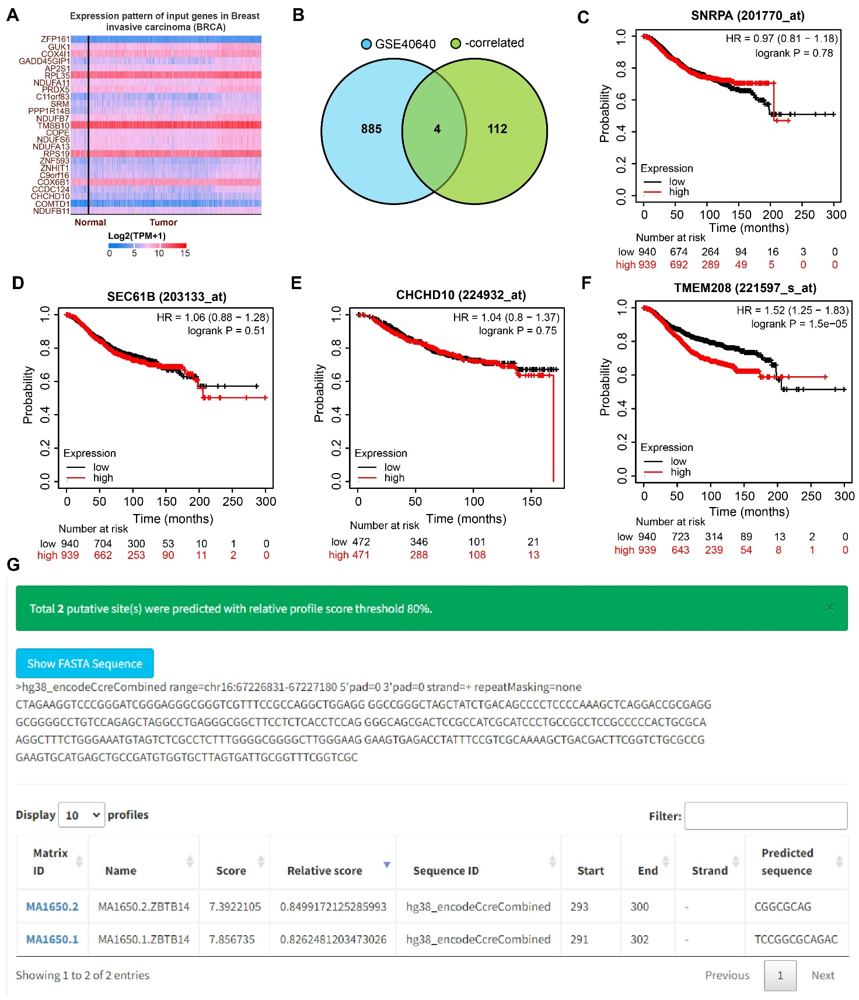 A
Expression pattern of input genes in Breast
invasive carcinoma (BRCA)
ZFP161
GUK1
COX4I1
GADD45GIP1
AP2S1
RPL35
NDUFA11
PRDX5
C11orf83
SRM
PPP1R14B
NDUFB7
TMSB10
COPE
NDUFS6
NDUFA13
RPS19
ZNF593
ZNHIT1
C9orf16
COX6B1
CCDC124
CHCHD10
COMTD1
NDUFB11
Normal Tumor
Log2(TPM+1)
0 5 10 15
B
GSE40640 -correlated
885 4 112
C
SNRPA (201770_at)
HR = 0.97 (0.81 − 1.18)
logrank P = 0.78
Probability
1.0
0.8
0.6
0.4
0.2
0.0
Expression
low
high
0 50 100 150 200 250 300
Time (months)
Number at risk
low 940 674 264 94 16 3 0
high 939 692 289 49 5 0 0
D
SEC61B (203133_at)
HR = 1.06 (0.88 − 1.28)
logrank P = 0.51
Probability
1.0
0.8
0.6
0.4
0.2
0.0
Expression
low
high
0 50 100 150 200 250 300
Time (months)
Number at risk
low 940 704 300 53 10 1 0
high 939 662 253 90 11 2 0
E
CHCHD10 (224932_at)
HR = 1.04 (0.8 − 1.37)
logrank P = 0.75
Probability
1.0
0.8
0.6
0.4
0.2
0.0
Expression
low
high
0 50 100 150
Time (months)
Number at risk
low 472 346 101 21
high 471 288 108 13
F
TMEM208 (221597_s_at)
HR = 1.52 (1.25 − 1.83)
logrank P = 1.5e−05
Probability
1.0
0.8
0.6
0.4
0.2
0.0
Expression
low
high
0 50 100 150 200 250 300
Time (months)
Number at risk
low 940 723 314 89 13 2 0
high 939 643 239 54 8 1 0
G
Total 2 putative site(s) were predicted with relative profile score threshold 80%. ×
Show FASTA Sequence
>hg38_encodeCcreCombined range=chr16:67226831-67227180 5'pad=0 3'pad=0 strand=+ repeatMasking=none
CTAGAAGGTCCCGGGATCGGGAGGGCGGGTCGTTTCCGCCAGGCTGGAGG GGCCGGGCTAGCTATCTGACAGCCCCTCCCCAAAGCTCAGGACCGCGAGG
GCGGGGCCTGTCCAGAGCTAGGCCTGAGGGCGGCTTCCTCTCACCTCCAG GGGCAGCGACTCCGCCATCGCATCCCTGCCGCCTCCGCCCCCACTGCGCA
AGGCTTTCTGGGAAATGTAGTCTCGCCTCTTTGGGGCGGGGCTTGGGAAG GAAGTGAGACCTATTTCCGTCGCAAAAGCTGACGACTTCGGTCTGCGCCG
GAAGTGCATGAGCTGCCGATGTGGTGCTTAGTGATTGCGGTTTCGGTCGC
Display 10 profiles Filter:
Matrix ID Name Score Relative score Sequence ID Start End Strand Predicted sequence
MA1650.2 MA1650.2.ZBTB14 7.3922105 0.8499172125285993 hg38_encodeCcreCombined 293 300 - CGGCGCAG
MA1650.1 MA1650.1.ZBTB14 7.856735 0.8262481203473026 hg38_encodeCcreCombined 291 302 - TCCGGCGCAGAC
Showing 1 to 2 of 2 entries Previous 1 Next